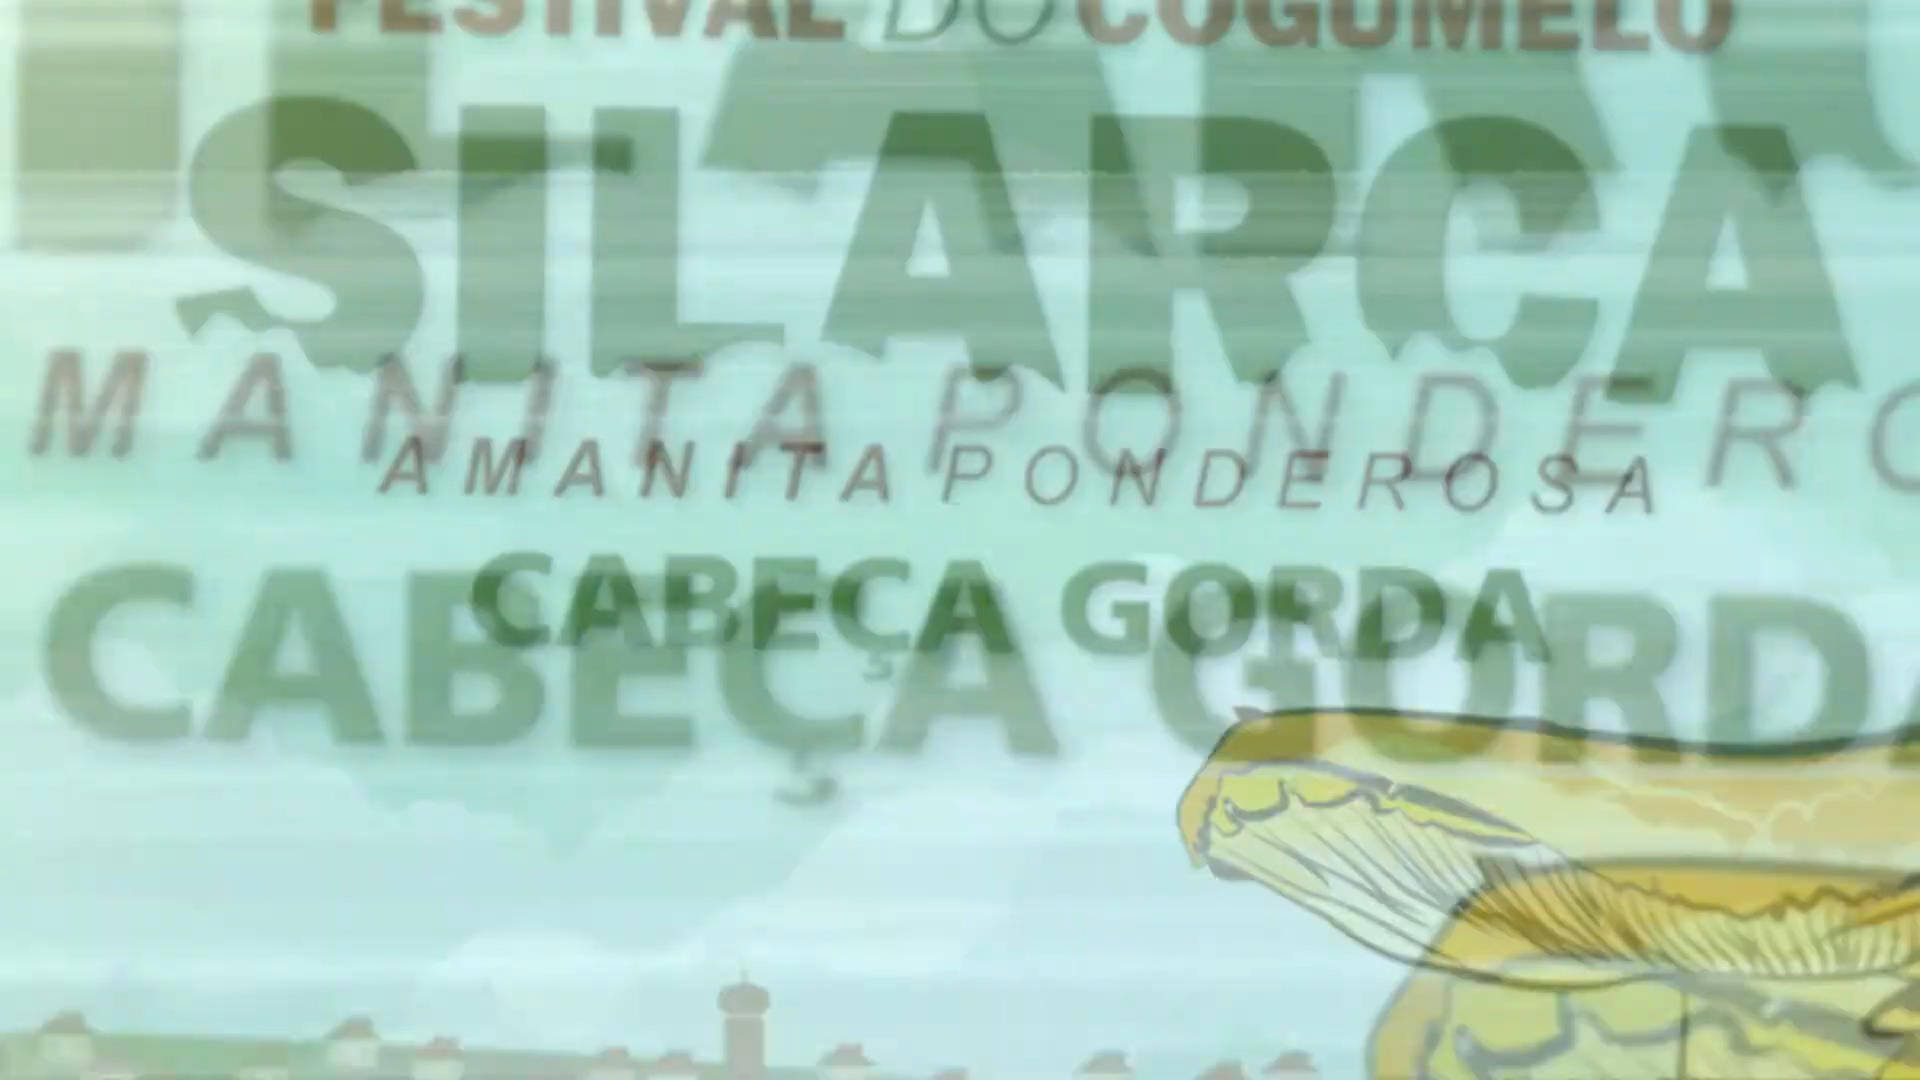 FESTIVAL DO COGUMELO
SILARCA
MANITA PONDERO
AMANITA PONDEROSA
CABEÇA GORDA
CABEÇA GORDA